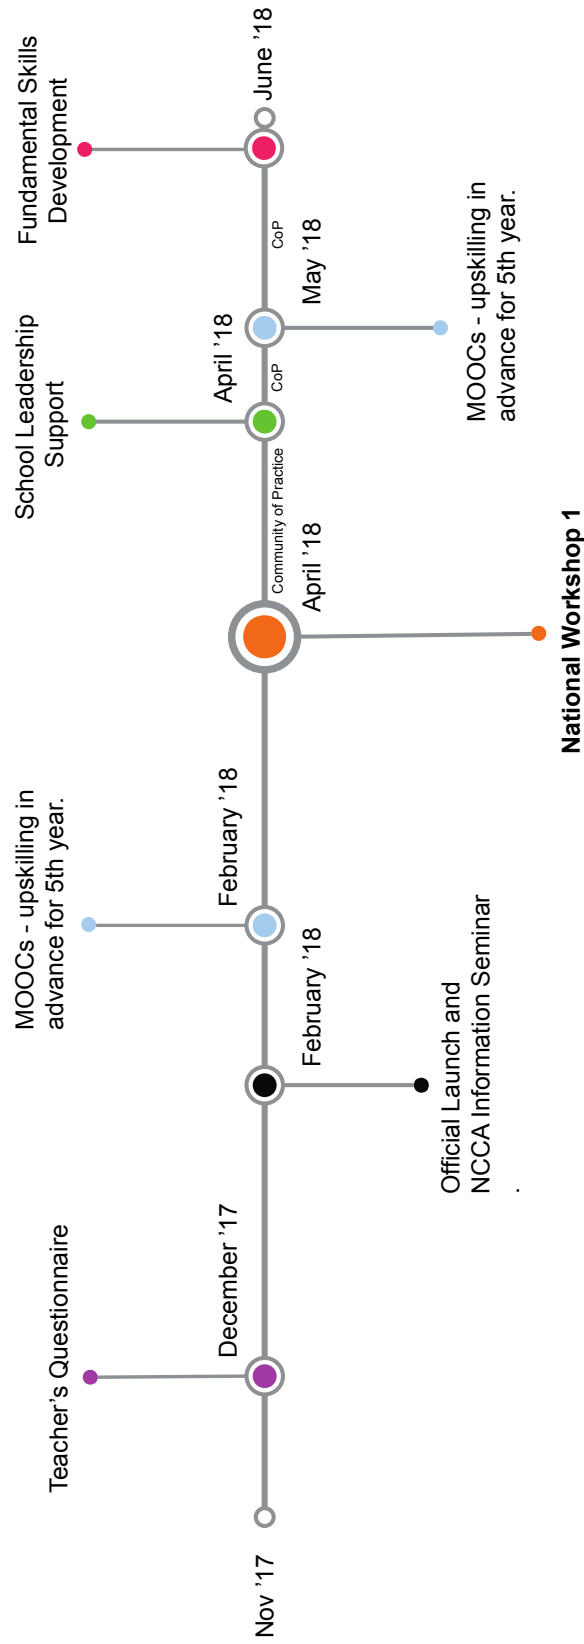 Nov ’17
Teacher’s Questionnaire
December ’17
Official Launch and
NCCA Information Seminar
.
February ’18
MOOCs - upskilling in
advance for 5th year.
February ’18
National Workshop 1
April ’18
Community of Practice
School Leadership
Support
April ’18
CoP
MOOCs - upskilling in
advance for 5th year.
May ’18
CoP
Fundamental Skills
Development
June ’18